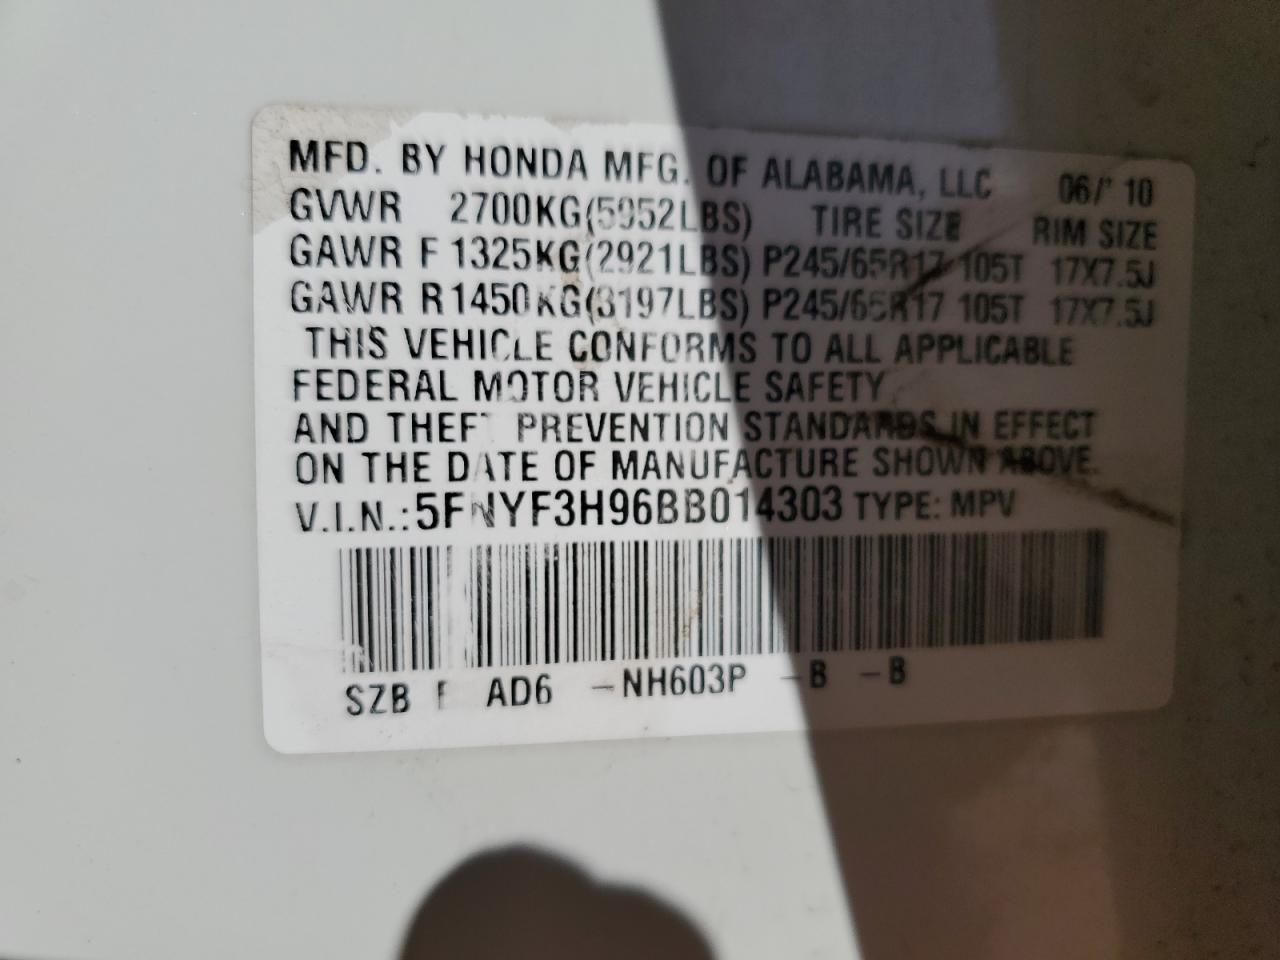 MFD. BY HONDA MFG. OF ALABAMA, LLC 06/ 10
GVWR 2700KG(5952LBS) TIRE SIZE RIM SIZE
GAWR F 1325KG(2921LBS) P245/65R17 105T 17X7.5J
GAWR R 1450KG(3197LBS) P245/65R17 105T 17X7.5J
THIS VEHICLE CONFORMS TO ALL APPLICABLE
FEDERAL MOTOR VEHICLE SAFETY
AND THEFT PREVENTION STANDARDS IN EFFECT
ON THE DATE OF MANUFACTURE SHOWN ABOVE.
V.I.N.: 5FNYF3H96BB014303 TYPE: MPV
SZB AD6 -NH603P -B -B